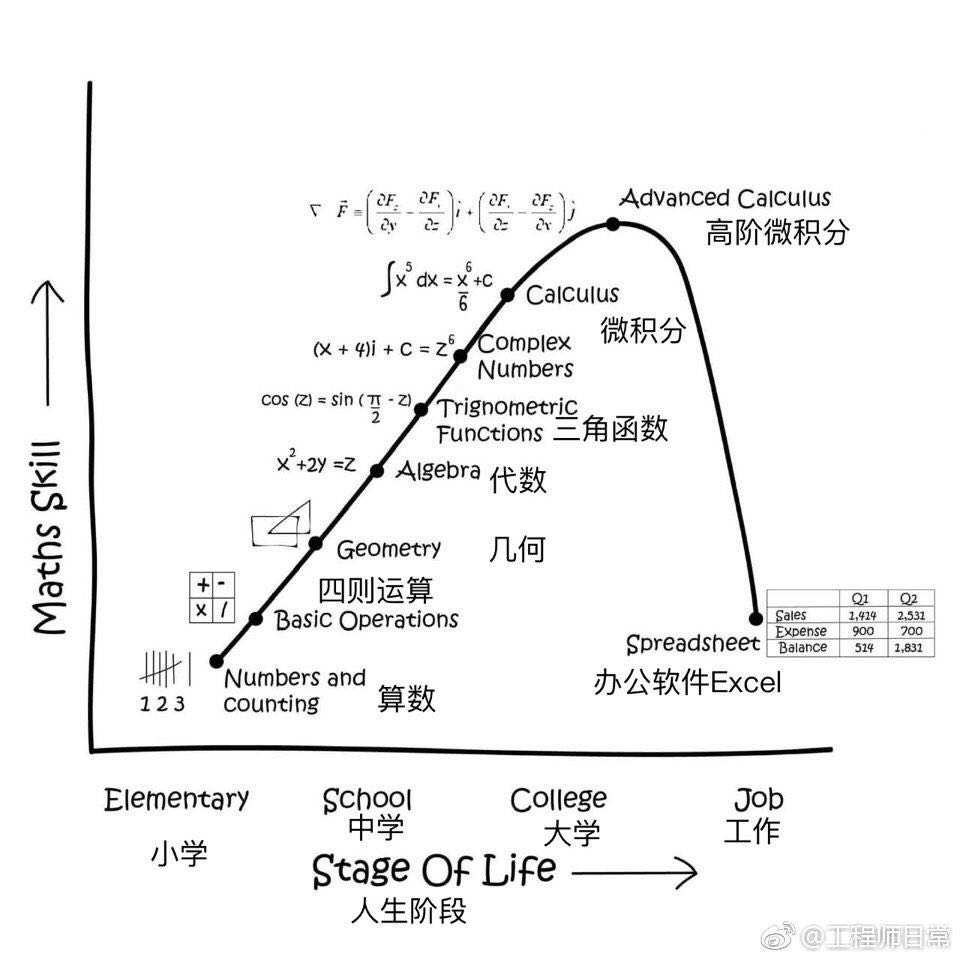 Advanced Calculus
高阶微积分
∇ F⃗ = (∂Fz/∂y - ∂F,/∂z) i + (∂F,/∂z - ∂Fz/∂x) j
∫x⁵ dx = x⁶/6 + c
Calculus
微积分
(x + 4)i + c = z⁶
Complex
Numbers
cos (z) = sin (π/2 - z)
Trignometric
Functions 三角函数
x²+2y =z
Algebra 代数
Geometry 几何
四则运算
+ -
x /
Basic Operations
1 2 3
Numbers and
counting
算数
Spreadsheet
办公软件Excel
Q1 Q2
Sales 1,414 2,531
Expense 900 700
Balance 514 1,831
Maths Skill
Elementary School College Job
小学 中学 大学 工作
Stage Of Life
人生阶段
@工程师日常